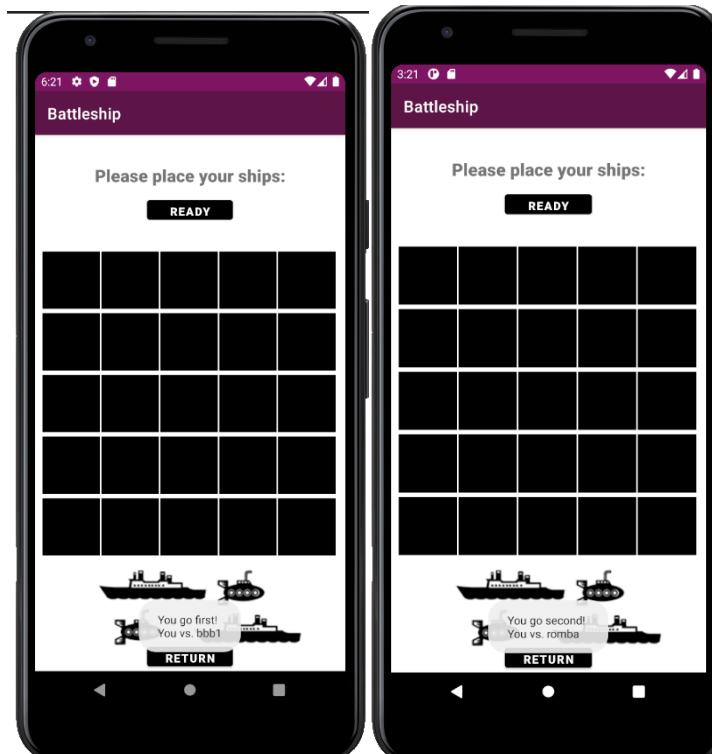 6:21
Battleship
Please place your ships:
READY
You go first!
You vs. bbb1
RETURN
3:21
Battleship
Please place your ships:
READY
You go second!
You vs. romba
RETURN